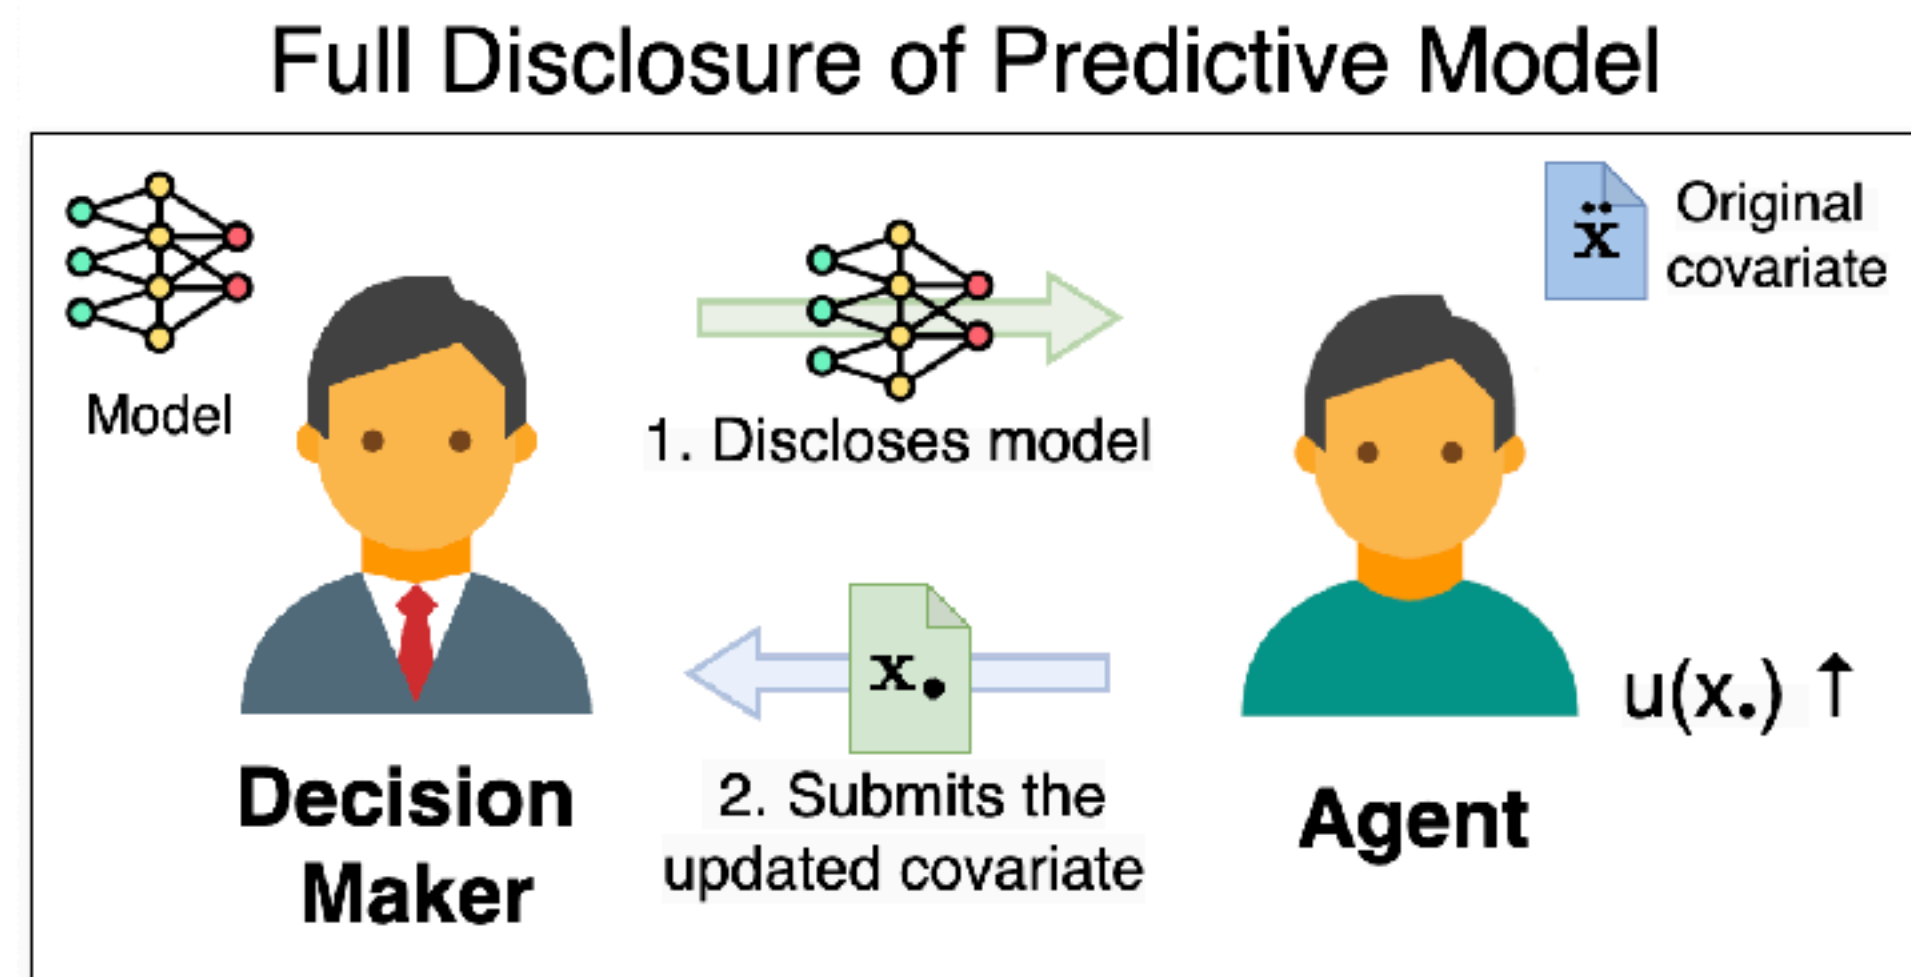 Full Disclosure of Predictive Model
Model
1. Discloses model
ẍ
Original
covariate
x.
2. Submits the
updated covariate
u(x.) ↑
Decision
Maker
Agent